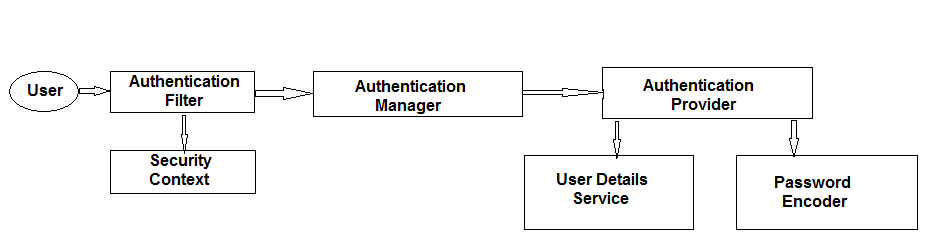 User
Authentication
Filter
Authentication
Manager
Authentication
Provider
Security
Context
User Details
Service
Password
Encoder